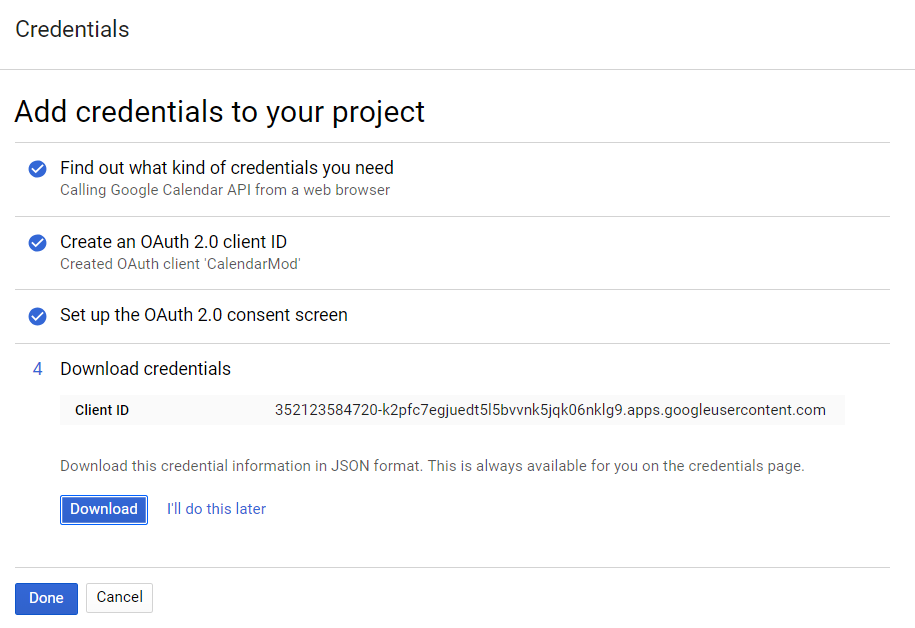 Credentials
Add credentials to your project
Find out what kind of credentials you need
Calling Google Calendar API from a web browser
Create an OAuth 2.0 client ID
Created OAuth client 'CalendarMod'
Set up the OAuth 2.0 consent screen
4 Download credentials
Client ID 352123584720-k2pfc7egjuedt5l5bvvnk5jqk06nklg9.apps.googleusercontent.com
Download this credential information in JSON format. This is always available for you on the credentials page.
Download I'll do this later
Done Cancel